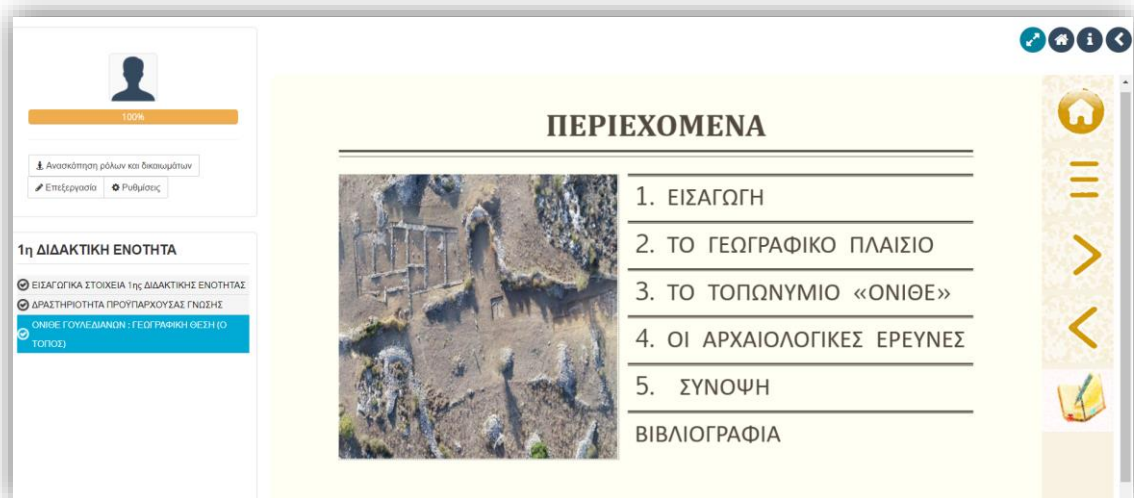 100%
Ανασκόπηση ρόλων και δικαιωμάτων
Επεξεργασία
Ρυθμίσεις
1η ΔΙΔΑΚΤΙΚΗ ΕΝΟΤΗΤΑ
ΕΙΣΑΓΩΓΙΚΑ ΣΤΟΙΧΕΙΑ 1ης ΔΙΔΑΚΤΙΚΗΣ ΕΝΟΤΗΤΑΣ
ΔΡΑΣΤΗΡΙΟΤΗΤΑ ΠΡΟΫΠΑΡΧΟΥΣΑΣ ΓΝΩΣΗΣ
ΟΝΙΘΕ ΓΟΥΛΕΔΙΑΝΩΝ : ΓΕΩΓΡΑΦΙΚΗ ΘΕΣΗ (Ο
ΤΟΠΟΣ)
ΠΕΡΙΕΧΟΜΕΝΑ
1. ΕΙΣΑΓΩΓΗ
2. ΤΟ ΓΕΩΓΡΑΦΙΚΟ ΠΛΑΙΣΙΟ
3. ΤΟ ΤΟΠΩΝΥΜΙΟ «ΟΝΙΘΕ»
4. ΟΙ ΑΡΧΑΙΟΛΟΓΙΚΕΣ ΕΡΕΥΝΕΣ
5. ΣΥΝΟΨΗ
ΒΙΒΛΙΟΓΡΑΦΙΑ